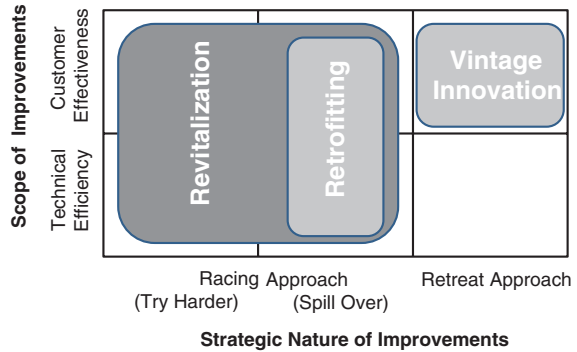 Scope of Improvements
Customer
Effectiveness
Technical
Efficiency
Revitalization
Retrofitting
Vintage
Innovation
Racing Approach
(Try Harder)
(Spill Over)
Retreat Approach
Strategic Nature of Improvements